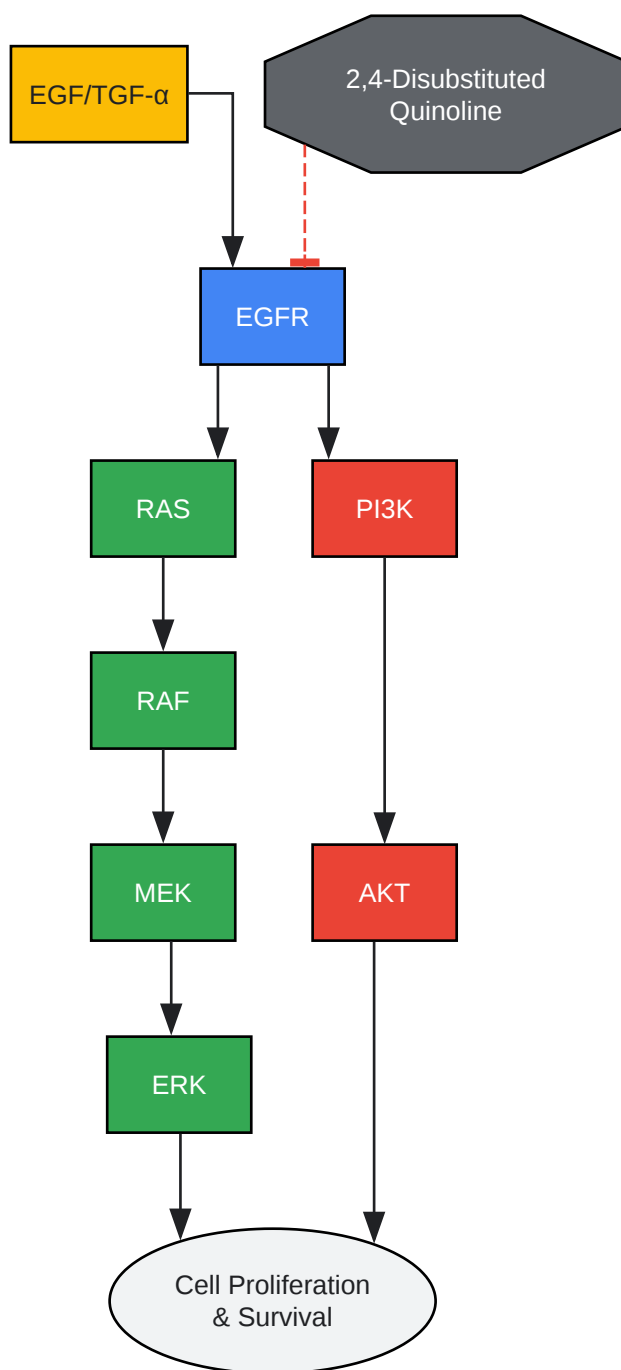 EGF/TGF-α
2,4-Disubstituted
Quinoline
EGFR
RAS
PI3K
RAF
MEK
AKT
ERK
Cell Proliferation
& Survival